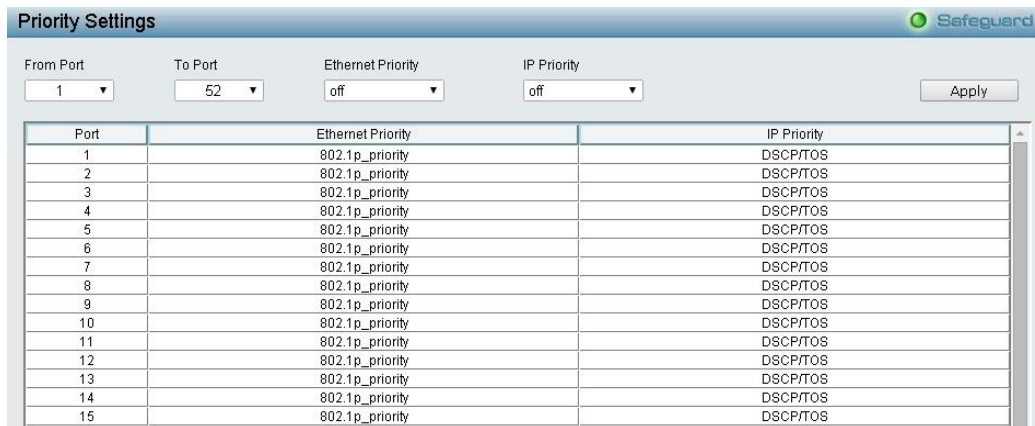 Priority Settings Safeguard
From Port To Port Ethernet Priority IP Priority
1 52 off off Apply
Port Ethernet Priority IP Priority
1 802.1p_priority DSCP/TOS
2 802.1p_priority DSCP/TOS
3 802.1p_priority DSCP/TOS
4 802.1p_priority DSCP/TOS
5 802.1p_priority DSCP/TOS
6 802.1p_priority DSCP/TOS
7 802.1p_priority DSCP/TOS
8 802.1p_priority DSCP/TOS
9 802.1p_priority DSCP/TOS
10 802.1p_priority DSCP/TOS
11 802.1p_priority DSCP/TOS
12 802.1p_priority DSCP/TOS
13 802.1p_priority DSCP/TOS
14 802.1p_priority DSCP/TOS
15 802.1p_priority DSCP/TOS